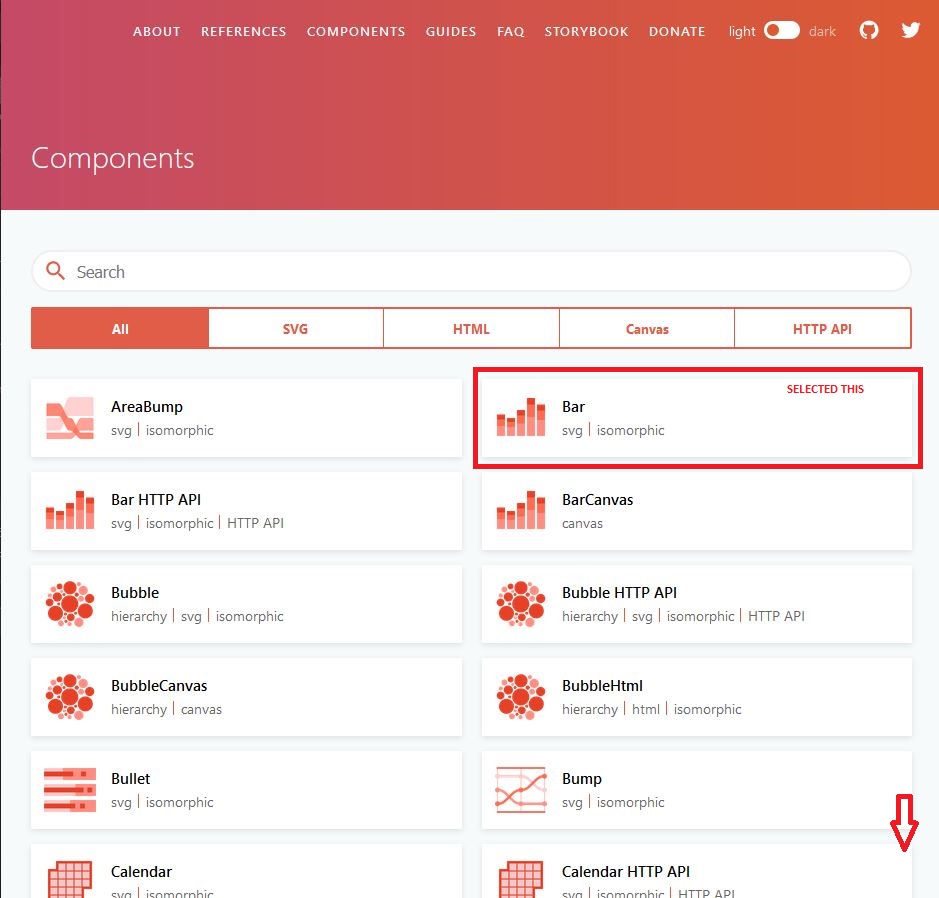 ABOUT REFERENCES COMPONENTS GUIDES FAQ STORYBOOK DONATE light dark
Components
Search
All SVG HTML Canvas HTTP API
SELECTED THIS
AreaBump
svg | isomorphic
Bar
svg | isomorphic
Bar HTTP API
svg | isomorphic | HTTP API
BarCanvas
canvas
Bubble
hierarchy | svg | isomorphic
Bubble HTTP API
hierarchy | svg | isomorphic | HTTP API
BubbleCanvas
hierarchy | canvas
BubbleHtml
hierarchy | html | isomorphic
Bullet
svg | isomorphic
Bump
svg | isomorphic
Calendar
svg | isomorphic
Calendar HTTP API
svg | isomorphic | HTTP API